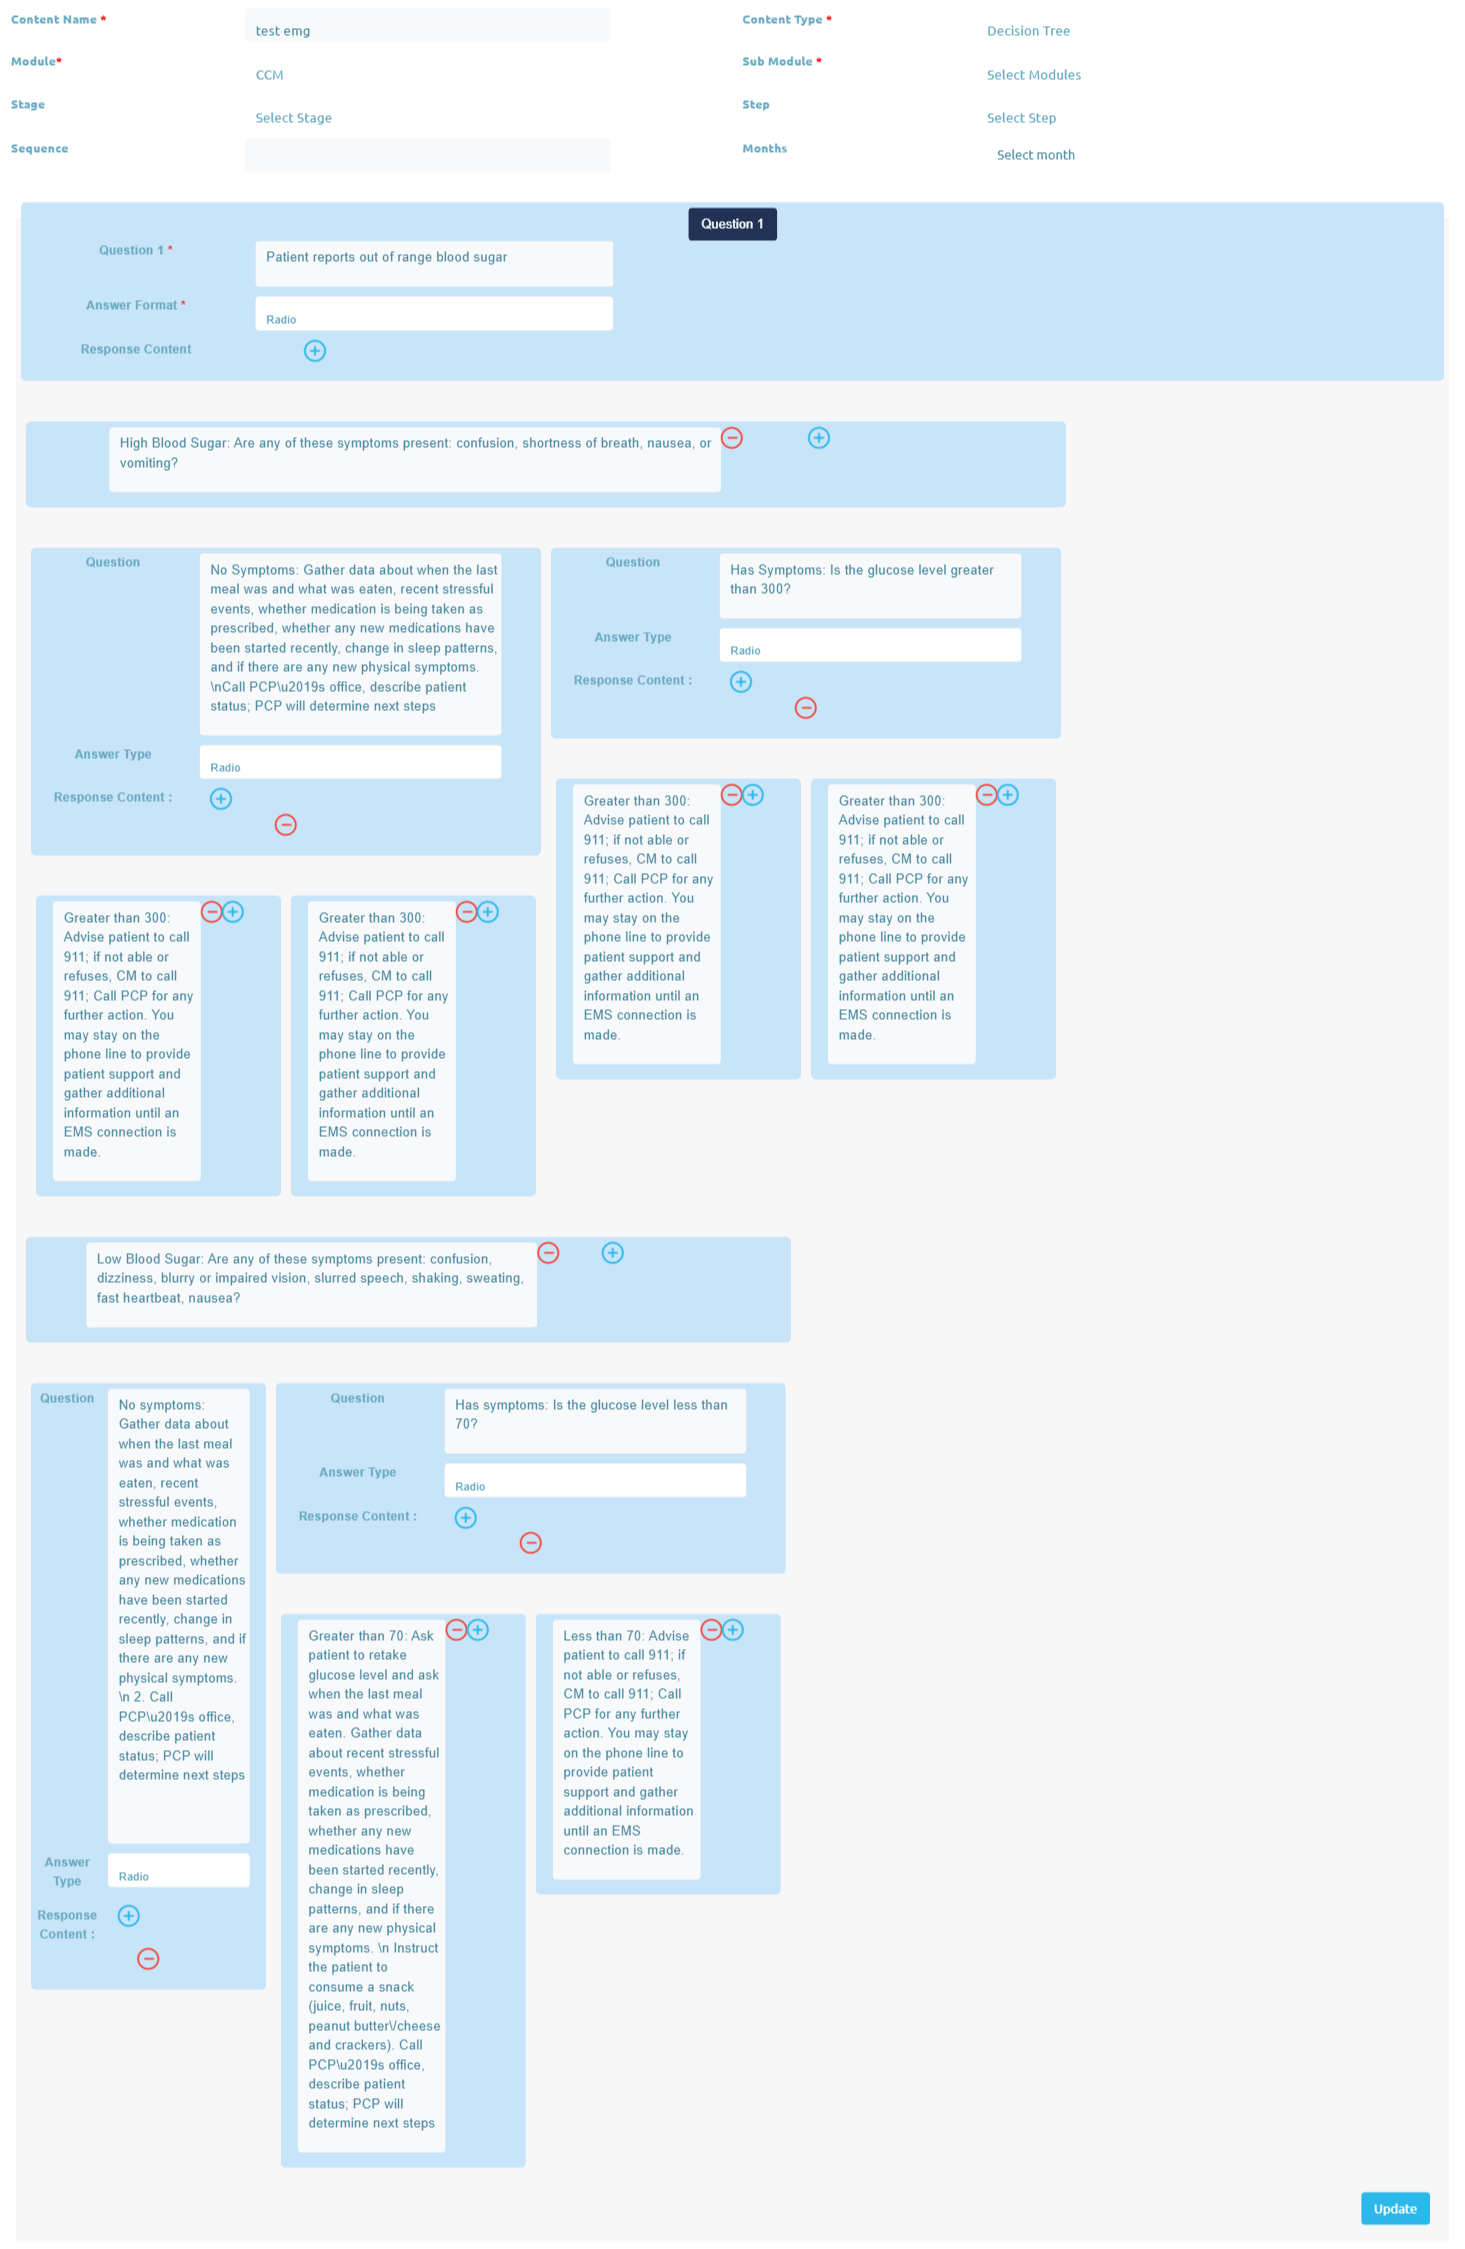 Content Name *
test emg
Content Type *
Decision Tree
Module*
CCM
Sub Module *
Select Modules
Stage
Select Stage
Step
Select Step
Sequence
Months
Select month
Question 1
Question 1 *
Patient reports out of range blood sugar
Answer Format *
Radio
Response Content
High Blood Sugar: Are any of these symptoms present: confusion, shortness of breath, nausea, or
vomiting?
Question
No Symptoms: Gather data about when the last
meal was and what was eaten, recent stressful
events, whether medication is being taken as
prescribed, whether any new medications have
been started recently, change in sleep patterns,
and if there are any new physical symptoms.
\nCall PCP\u2019s office, describe patient
status; PCP will determine next steps
Answer Type
Radio
Response Content :
Question
Has Symptoms: Is the glucose level greater
than 300?
Answer Type
Radio
Response Content :
Greater than 300:
Advise patient to call
911; if not able or
refuses, CM to call
911; Call PCP for any
further action. You
may stay on the
phone line to provide
patient support and
gather additional
information until an
EMS connection is
made.
Greater than 300:
Advise patient to call
911; if not able or
refuses, CM to call
911; Call PCP for any
further action. You
may stay on the
phone line to provide
patient support and
gather additional
information until an
EMS connection is
made.
Greater than 300:
Advise patient to call
911; if not able or
refuses, CM to call
911; Call PCP for any
further action. You
may stay on the
phone line to provide
patient support and
gather additional
information until an
EMS connection is
made.
Greater than 300:
Advise patient to call
911; if not able or
refuses, CM to call
911; Call PCP for any
further action. You
may stay on the
phone line to provide
patient support and
gather additional
information until an
EMS connection is
made.
Low Blood Sugar: Are any of these symptoms present: confusion,
dizziness, blurry or impaired vision, slurred speech, shaking, sweating,
fast heartbeat, nausea?
Question
No symptoms:
Gather data about
when the last meal
was and what was
eaten, recent
stressful events,
whether medication
is being taken as
prescribed, whether
any new medications
have been started
recently, change in
sleep patterns, and if
there are any new
physical symptoms.
\n 2. Call
PCP\u2019s office,
describe patient
status; PCP will
determine next steps
Answer
Type
Radio
Response
Content :
Question
Has symptoms: Is the glucose level less than
70?
Answer Type
Radio
Response Content :
Greater than 70: Ask
patient to retake
glucose level and ask
when the last meal
was and what was
eaten. Gather data
about recent stressful
events, whether
medication is being
taken as prescribed,
whether any new
medications have
been started recently,
change in sleep
patterns, and if there
are any new physical
symptoms. \n Instruct
the patient to
consume a snack
(juice, fruit, nuts,
peanut butter\/cheese
and crackers). Call
PCP\u2019s office,
describe patient
status; PCP will
determine next steps
Less than 70: Advise
patient to call 911; if
not able or refuses,
CM to call 911; Call
PCP for any further
action. You may stay
on the phone line to
provide patient
support and gather
additional information
until an EMS
connection is made.
Update